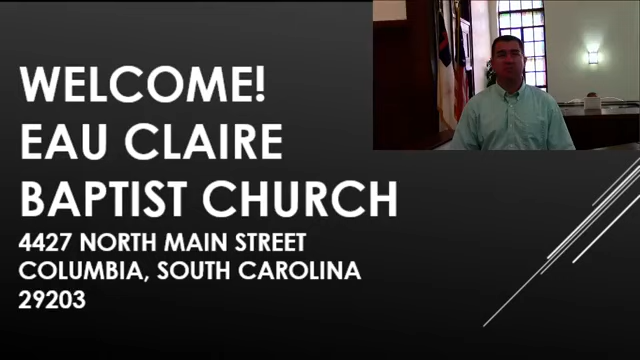 WELCOME!
EAU CLAIRE
BAPTIST CHURCH
4427 NORTH MAIN STREET
COLUMBIA, SOUTH CAROLINA
29203